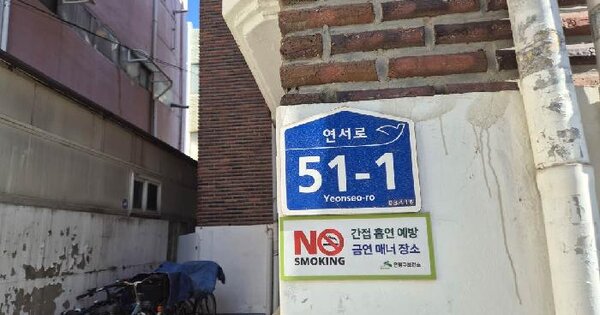 연서로
51-1
Yeonseo-ro
NO
SMOKING
간접 흡연 예방
금연 매너 장소